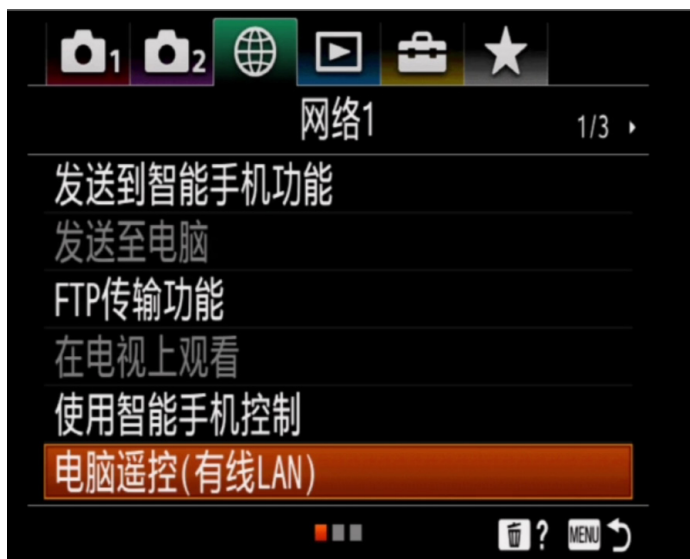 1 2
网络1 1/3
发送到智能手机功能
发送至电脑
FTP传输功能
在电视上观看
使用智能手机控制
电脑遥控(有线LAN)
? MENU